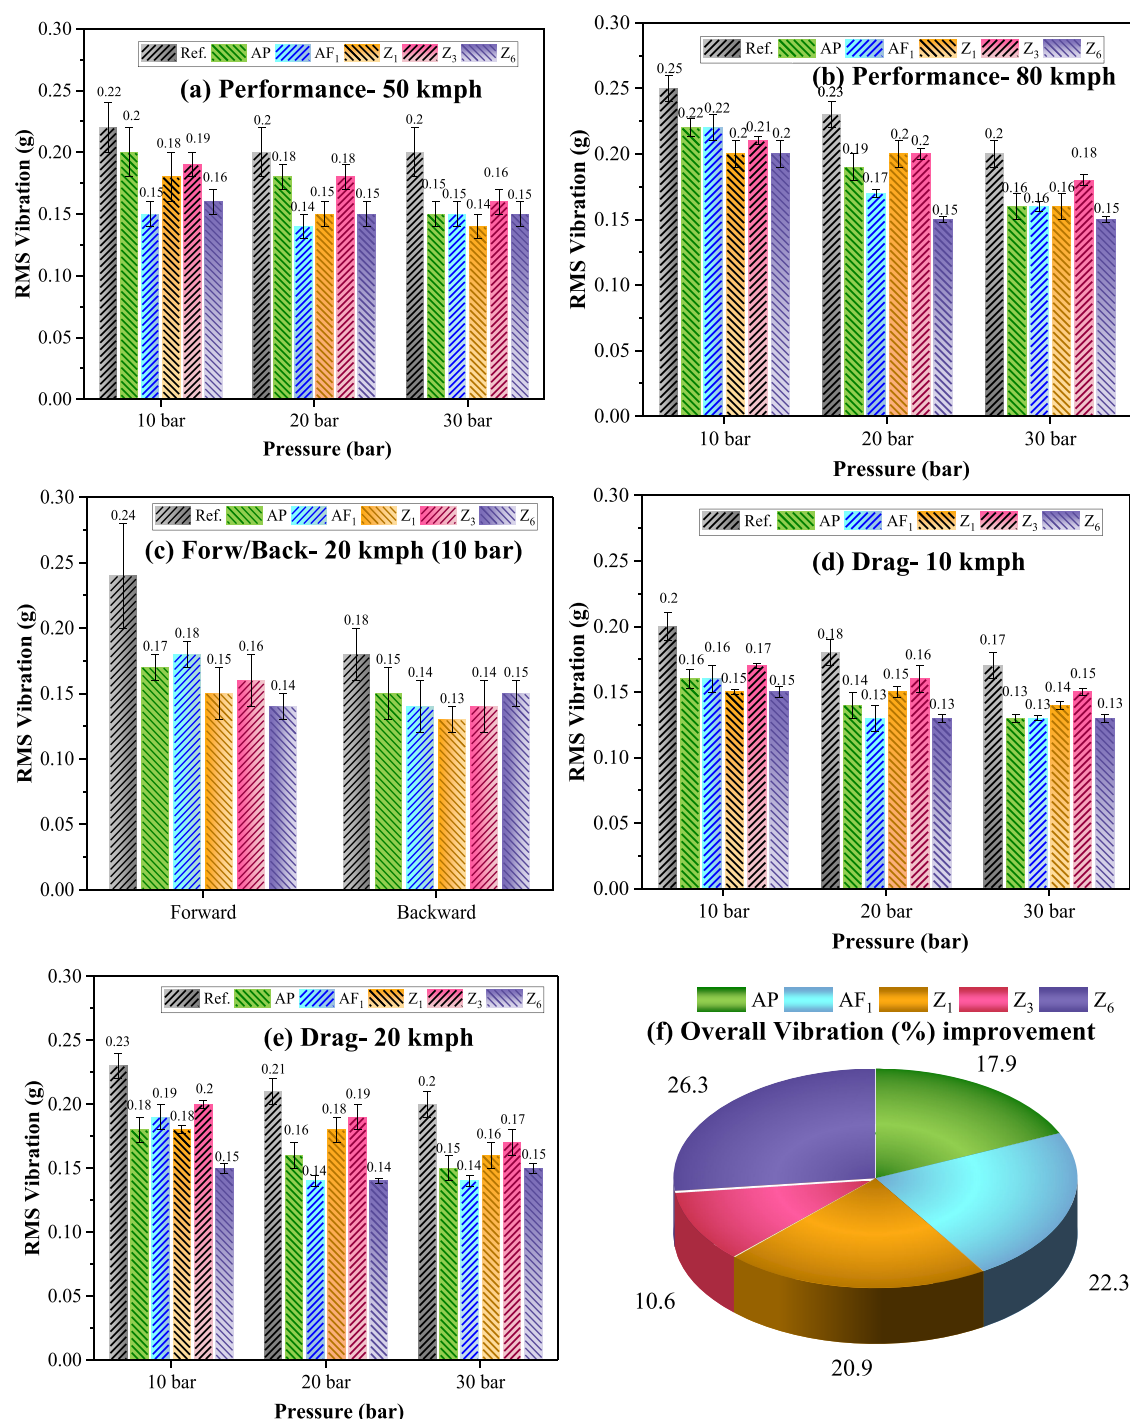 Ref. AP AF₁ Z₁ Z₃ Z₆
(a) Performance- 50 kmph
RMS Vibration (g)
0.30
0.25
0.20
0.15
0.10
0.05
0.00
0.22 0.2 0.15 0.18 0.19 0.16
0.2 0.18 0.14 0.15 0.18 0.15
0.2 0.15 0.15 0.14 0.16 0.15
10 bar 20 bar 30 bar
Pressure (bar)
Ref. AP AF₁ Z₁ Z₃ Z₆
(b) Performance- 80 kmph
RMS Vibration (g)
0.30
0.25
0.20
0.15
0.10
0.05
0.00
0.25 0.22 0.22 0.2 0.21 0.2
0.23 0.19 0.17 0.2 0.2 0.15
0.2 0.16 0.16 0.16 0.18 0.15
10 bar 20 bar 30 bar
Pressure (bar)
Ref. AP AF₁ Z₁ Z₃ Z₆
(c) Forw/Back- 20 kmph (10 bar)
RMS Vibration (g)
0.30
0.25
0.20
0.15
0.10
0.05
0.00
0.24 0.17 0.18 0.15 0.16 0.14
0.18 0.15 0.14 0.13 0.14 0.15
Forward Backward
Ref. AP AF₁ Z₁ Z₃ Z₆
(d) Drag- 10 kmph
RMS Vibration (g)
0.30
0.25
0.20
0.15
0.10
0.05
0.00
0.2 0.16 0.16 0.15 0.17 0.15
0.18 0.14 0.13 0.15 0.16 0.13
0.17 0.13 0.13 0.14 0.15 0.13
10 bar 20 bar 30 bar
Pressure (bar)
Ref. AP AF₁ Z₁ Z₃ Z₆
(e) Drag- 20 kmph
RMS Vibration (g)
0.30
0.25
0.20
0.15
0.10
0.05
0.00
0.23 0.18 0.19 0.18 0.2 0.15
0.21 0.16 0.14 0.18 0.19 0.14
0.2 0.15 0.14 0.16 0.17 0.15
10 bar 20 bar 30 bar
Pressure (bar)
AP AF₁ Z₁ Z₃ Z₆
(f) Overall Vibration (%) improvement
17.9
26.3
22.3
10.6
20.9